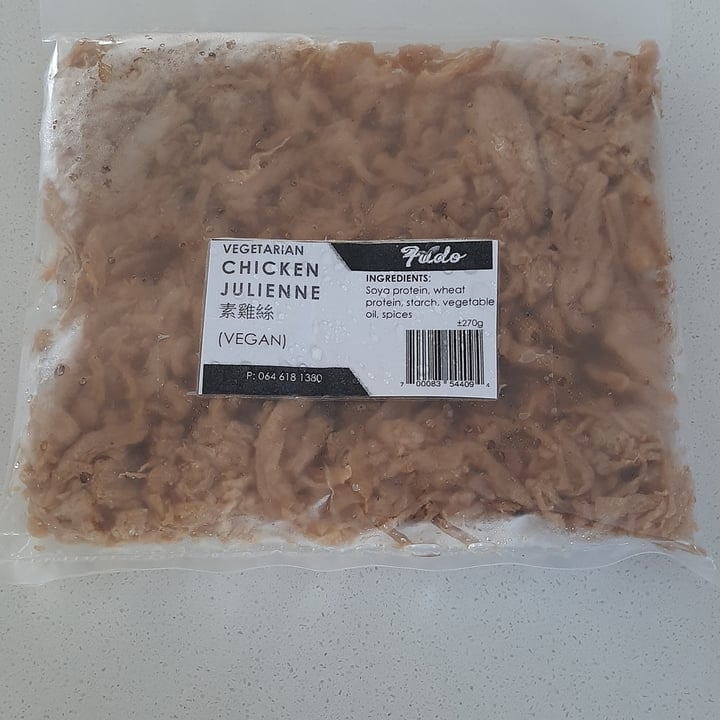 VEGETARIAN
CHICKEN
JULIENNE
素雞絲
(VEGAN)
P: 064 618 1380
Fudo
INGREDIENTS:
Soya protein, wheat
protein, starch, vegetable
oil, spices
±270g
7 00083 54409 4